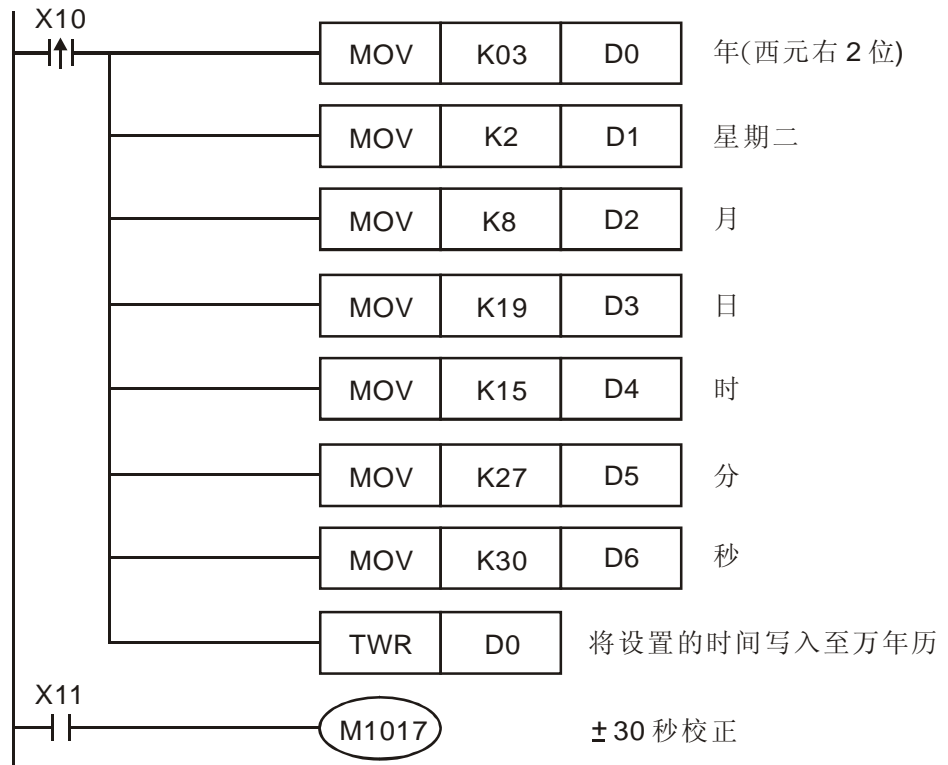 X10
MOV K03 D0 年(西元右 2 位)
MOV K2 D1 星期二
MOV K8 D2 月
MOV K19 D3 日
MOV K15 D4 时
MOV K27 D5 分
MOV K30 D6 秒
TWR D0 将设置的时间写入至万年历
X11
M1017 ±30 秒校正